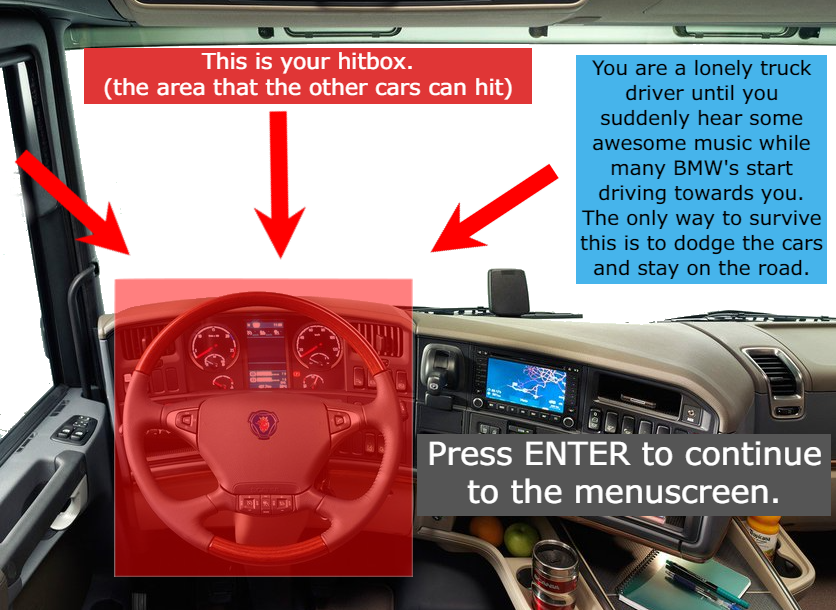 This is your hitbox.
(the area that the other cars can hit)
You are a lonely truck
driver until you
suddenly hear some
awesome music while
many BMW's start
driving towards you.
The only way to survive
this is to dodge the cars
and stay on the road.
Press ENTER to continue
to the menuscreen.